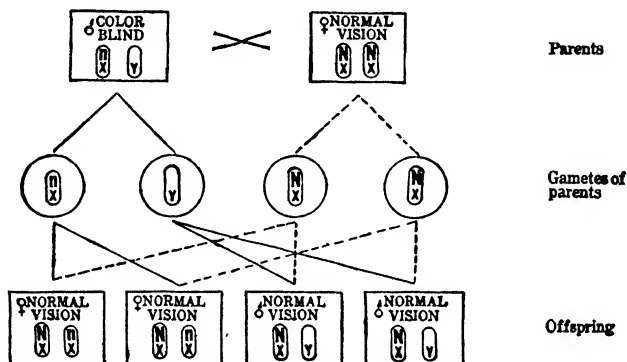 ♂ COLOR BLIND
n X Y
♀ NORMAL VISION
N X N X
Parents
n X
Y
N X
N X
Gametes of parents
♀ NORMAL VISION
N X n X
♀ NORMAL VISION
N X n X
♂ NORMAL VISION
N X Y
♂ NORMAL VISION
N X Y
Offspring